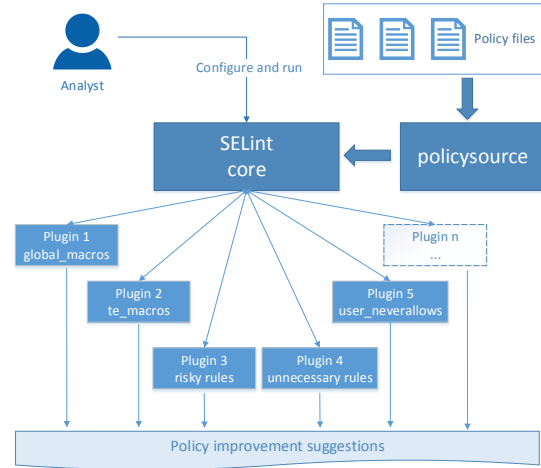 Policy files
Analyst
Configure and run
SELint
core
policysource
Plugin 1
global_macros
Plugin n
...
Plugin 2
te_macros
Plugin 5
user_neverallows
Plugin 3
risky rules
Plugin 4
unnecessary rules
Policy improvement suggestions